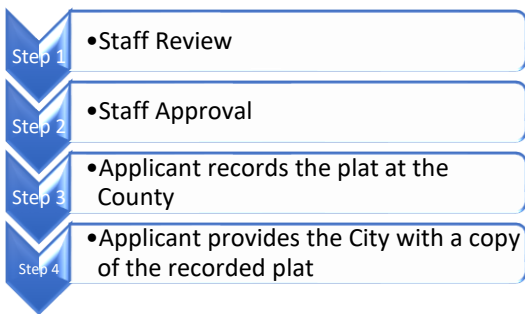 Step 1
•Staff Review
Step 2
•Staff Approval
Step 3
•Applicant records the plat at the
County
Step 4
•Applicant provides the City with a copy
of the recorded plat